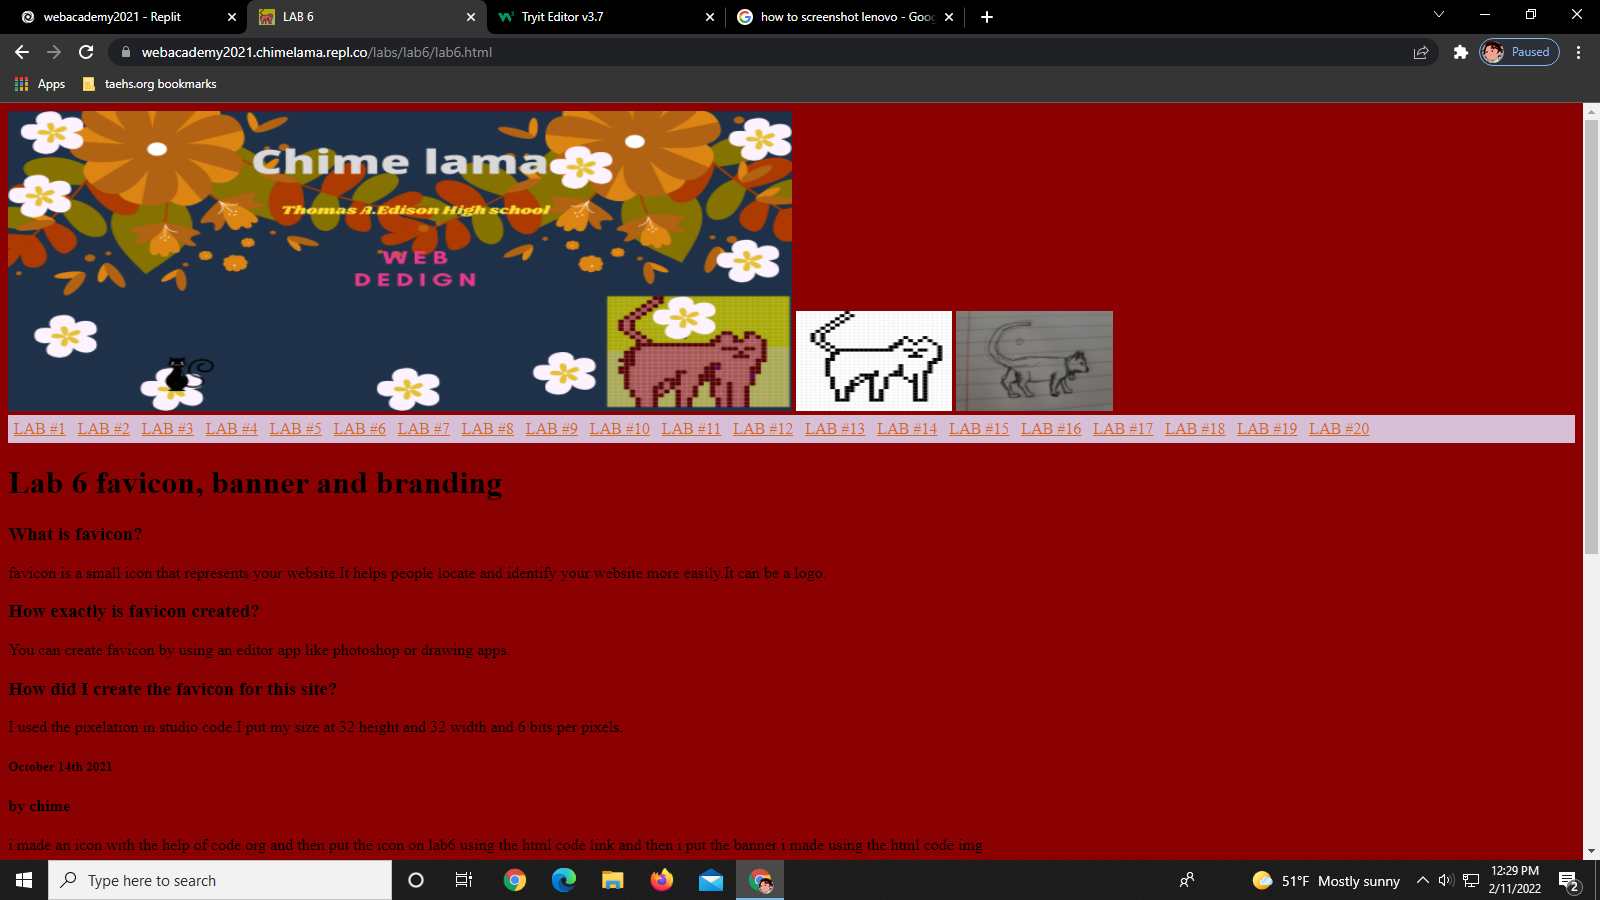 webacademy2021 - Replit
LAB 6
Tryit Editor v3.7
how to screenshot lenovo - Goo
webacademy2021.chimelama.repl.co/labs/lab6/lab6.html
Paused
Apps
taehs.org bookmarks
Chime lama
Thomas A.Edison High school
WEB
DEDIGN
LAB #1 LAB #2 LAB #3 LAB #4 LAB #5 LAB #6 LAB #7 LAB #8 LAB #9 LAB #10 LAB #11 LAB #12 LAB #13 LAB #14 LAB #15 LAB #16 LAB #17 LAB #18 LAB #19 LAB #20
Lab 6 favicon, banner and branding
What is favicon?
favicon is a small icon that represents your website.It helps people locate and identify your website more easily.It can be a logo.
How exactly is favicon created?
You can create favicon by using an editor app like photoshop or drawing apps.
How did I create the favicon for this site?
I used the pixelation in studio code.I put my size at 32 height and 32 width and 6 bits per pixels.
October 14th 2021
by chime
i made an icon with the help of code.org and then put the icon on lab6 using the html code link and then i put the banner i made using the html code img
Type here to search
51°F Mostly sunny
12:29 PM
2/11/2022
2